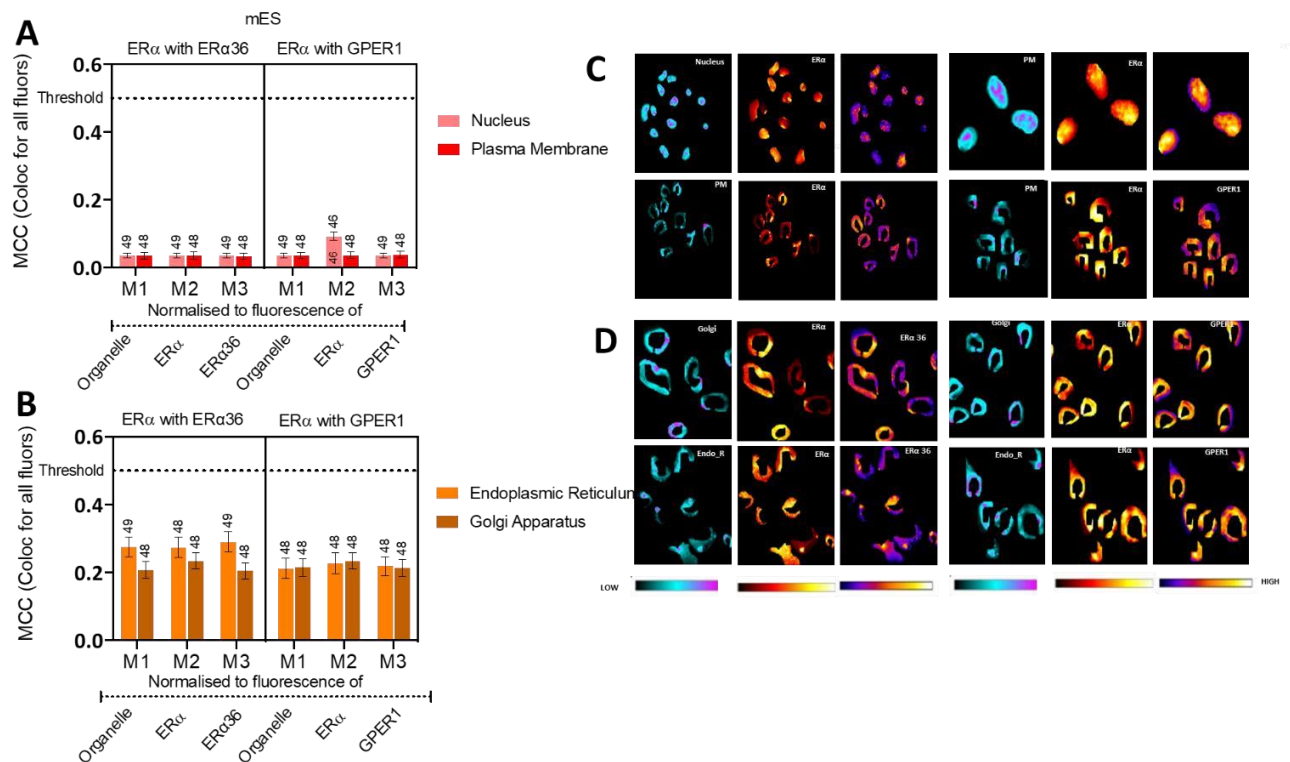 mES
A
ERα with ERα36 ERα with GPER1
0.6
Threshold
0.4
0.2
0.0
MCC (Coloc for all fluors)
49 48 49 48 49 48 49 48 46 46 48 49 48
M1 M2 M3 M1 M2 M3
Normalised to fluorescence of
Organelle ERα ERα36 Organelle ERα GPER1
Nucleus
Plasma Membrane
B
ERα with ERα36 ERα with GPER1
0.6
Threshold
0.4
0.2
0.0
MCC (Coloc for all fluors)
49 48 48 48 49 48 48 48 48 48 48 48
M1 M2 M3 M1 M2 M3
Normalised to fluorescence of
Organelle ERα ERα36 Organelle ERα GPER1
Endoplasmic Reticulun
Golgi Apparatus
C
Nucleus ERα PM ERα
PM ERα PM ERα GPER1
D
Golgi ERα ERα 36 Golgi ERα GPER1
Endo_R ERα ERα 36 Endo_R ERα GPER1
LOW HIGH